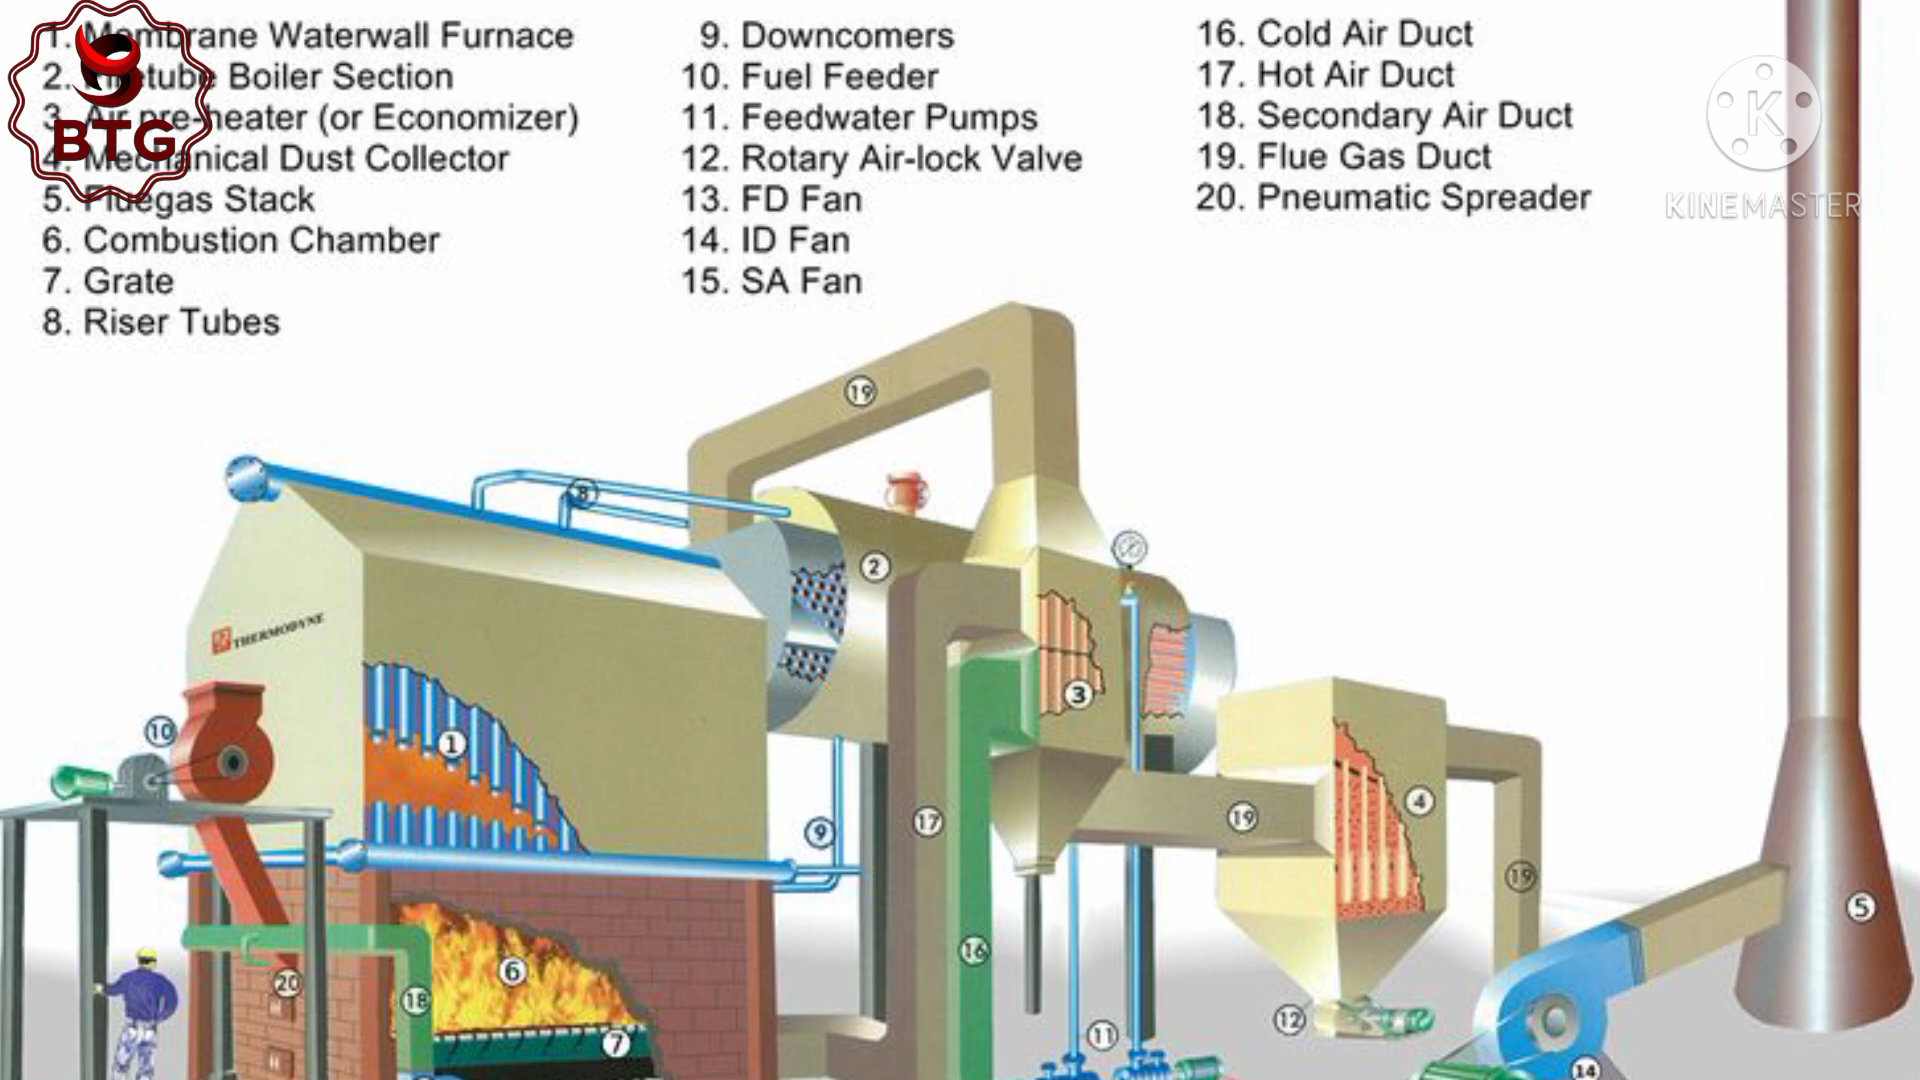 1. Membrane Waterwall Furnace
2. Firetube Boiler Section
3. Air pre-heater (or Economizer)
4. Mechanical Dust Collector
5. Fluegas Stack
6. Combustion Chamber
7. Grate
8. Riser Tubes
9. Downcomers
10. Fuel Feeder
11. Feedwater Pumps
12. Rotary Air-lock Valve
13. FD Fan
14. ID Fan
15. SA Fan
16. Cold Air Duct
17. Hot Air Duct
18. Secondary Air Duct
19. Flue Gas Duct
20. Pneumatic Spreader
BTG
K
KINEMASTER
19
8
2
THERMODYNE
3
10
1
4
9
17
19
19
5
16
6
20
18
12
11
7
14